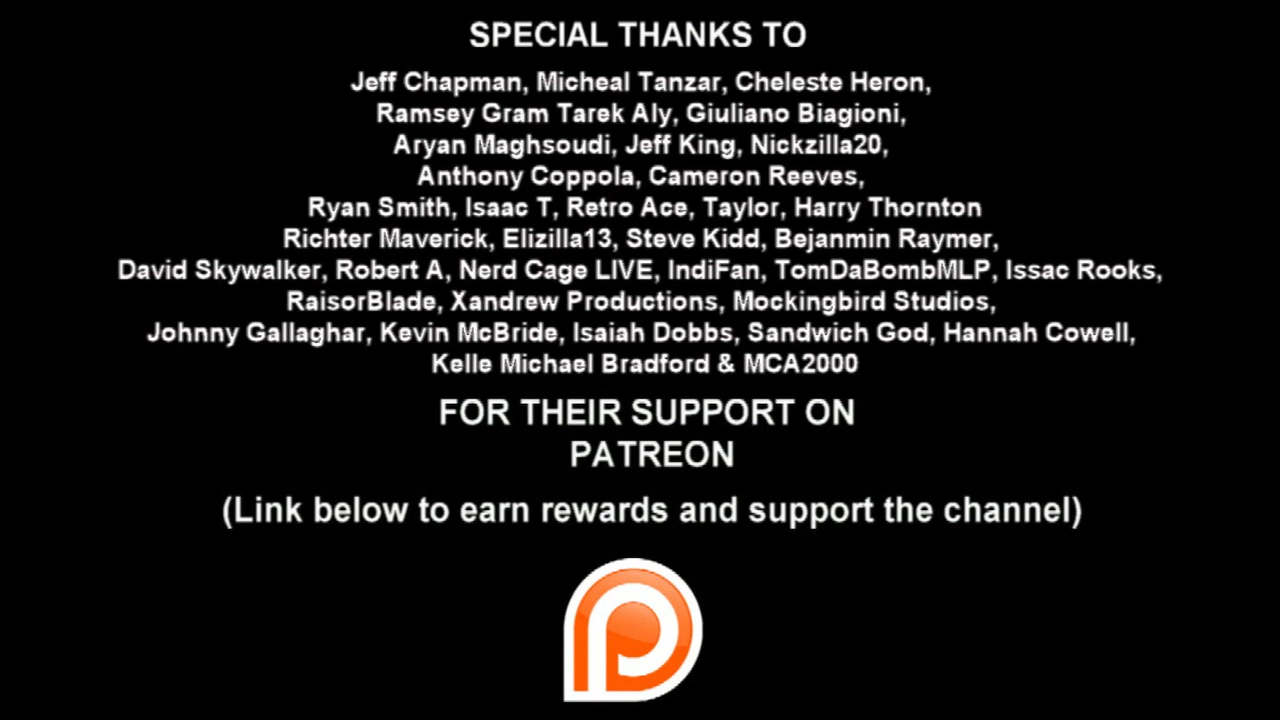 SPECIAL THANKS TO
Jeff Chapman, Micheal Tanzar, Cheleste Heron,
Ramsey Gram Tarek Aly, Giuliano Biagioni,
Aryan Maghsoudi, Jeff King, Nickzilla20,
Anthony Coppola, Cameron Reeves,
Ryan Smith, Isaac T, Retro Ace, Taylor, Harry Thornton
Richter Maverick, Elizilla13, Steve Kidd, Bejanmin Raymer,
David Skywalker, Robert A, Nerd Cage LIVE, IndiFan, TomDaBombMLP, Issac Rooks,
RaisorBlade, Xandrew Productions, Mockingbird Studios,
Johnny Gallaghar, Kevin McBride, Isaiah Dobbs, Sandwich God, Hannah Cowell,
Kelle Michael Bradford & MCA2000
FOR THEIR SUPPORT ON
PATREON
(Link below to earn rewards and support the channel)